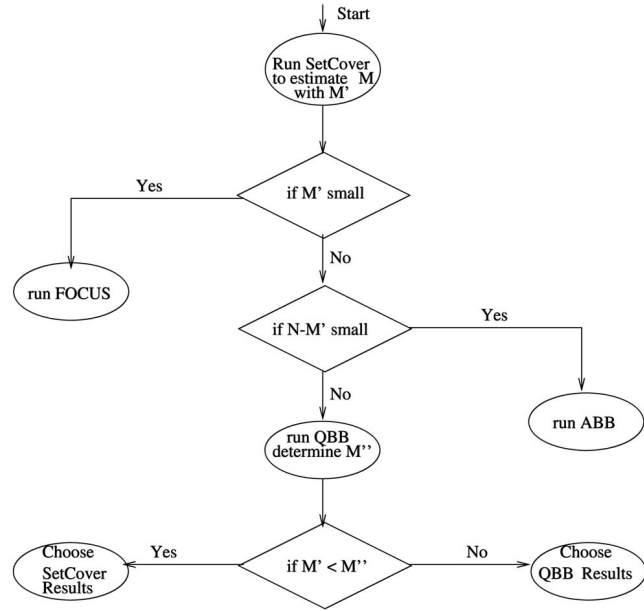 Start
Run SetCover
to estimate M
with M'
Yes
if M' small
No
run FOCUS
if N-M' small
Yes
No
run ABB
run QBB
determine M''
Choose
SetCover
Results
Yes
if M' < M''
No
Choose
QBB Results